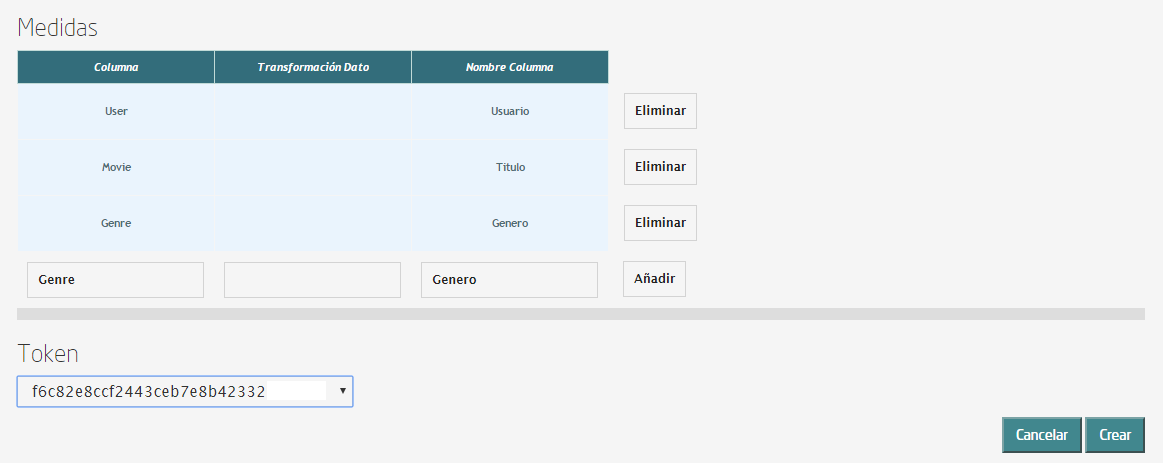 Medidas
Columna Transformación Dato Nombre Columna
User Usuario Eliminar
Movie Titulo Eliminar
Genre Genero Eliminar
Genre Genero Añadir
Token
f6c82e8ccf2443ceb7e8b42332
Cancelar Crear